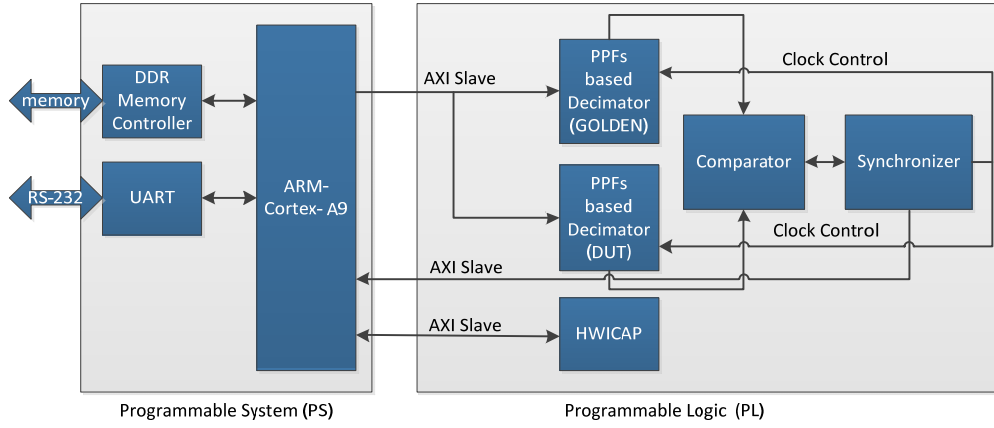 memory
DDR
Memory
Controller
RS-232
UART
ARM-
Cortex- A9
AXI Slave
PPFs
based
Decimator
(GOLDEN)
Clock Control
Comparator
Synchronizer
PPFs
based
Decimator
(DUT)
Clock Control
AXI Slave
AXI Slave
HWICAP
Programmable System (PS)
Programmable Logic (PL)